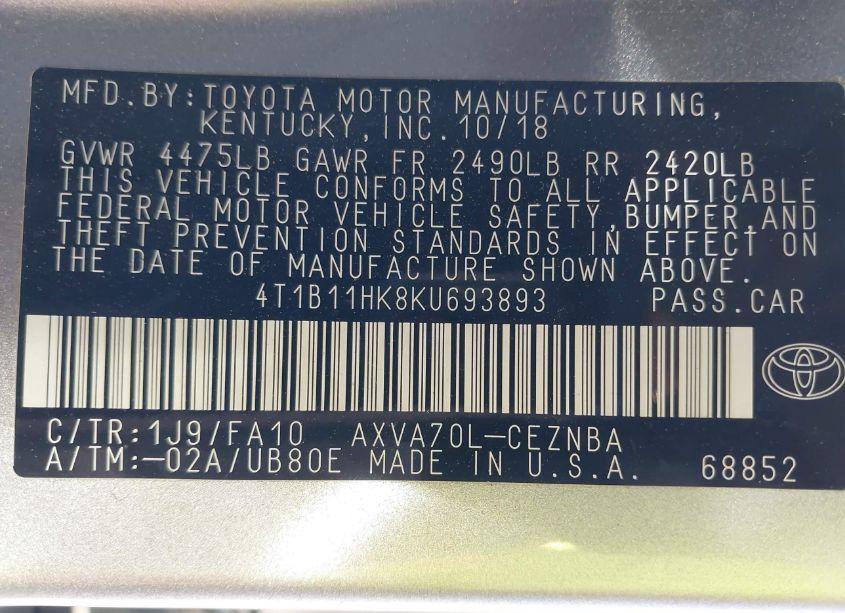 MFD.BY:TOYOTA MOTOR MANUFACTURING,
KENTUCKY,INC.10/18
GVWR 4475LB GAWR FR 2490LB RR 2420LB
THIS VEHICLE CONFORMS TO ALL APPLICABLE
FEDERAL MOTOR VEHICLE SAFETY,BUMPER,AND
THEFT PREVENTION STANDARDS IN EFFECT ON
THE DATE OF MANUFACTURE SHOWN ABOVE.
4T1B11HK8KU693893 PASS.CAR
C/TR:1J9/FA10 AXVA70L-CEZNBA
A/TM:-02A/UB80E MADE IN U.S.A. 68852